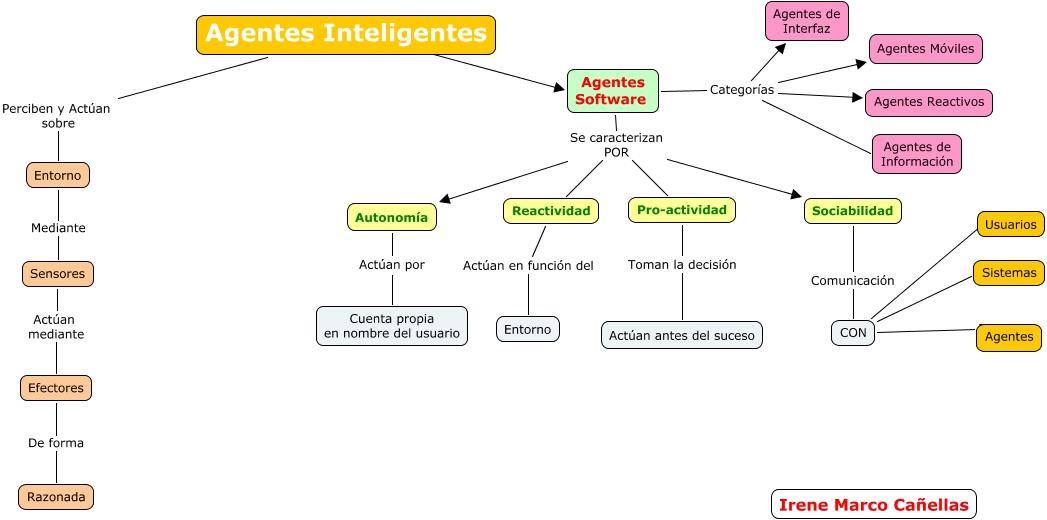 Agentes Inteligentes
Agentes de
Interfaz
Agentes Móviles
Agentes
Software
Categorías
Agentes Reactivos
Agentes de
Información
Perciben y Actúan
sobre
Entorno
Mediante
Sensores
Actúan
mediante
Efectores
De forma
Razonada
Se caracterizan
POR
Autonomía
Actúan por
Cuenta propia
en nombre del usuario
Reactividad
Actúan en función del
Entorno
Pro-actividad
Toman la decisión
Actúan antes del suceso
Sociabilidad
Comunicación
CON
Usuarios
Sistemas
Agentes
Irene Marco Cañellas